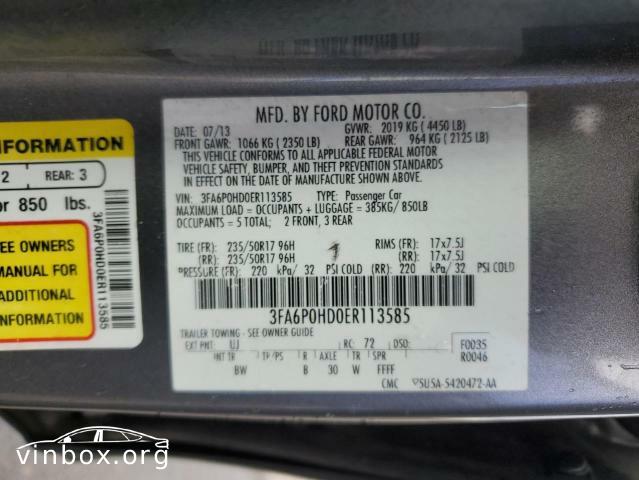 MFD. BY FORD MOTOR CO.
DATE: 07/13 GVWR: 2019 KG ( 4450 LB)
FRONT GAWR: 1066 KG ( 2350 LB) REAR GAWR: 964 KG ( 2125 LB)
THIS VEHICLE CONFORMS TO ALL APPLICABLE FEDERAL MOTOR
VEHICLE SAFETY, BUMPER, AND THEFT PREVENTION STANDARDS
IN EFFECT ON THE DATE OF MANUFACTURE SHOWN ABOVE.
VIN: 3FA6P0HD0ER113585 TYPE: Passenger Car
MAXIMUM LOAD = OCCUPANTS + LUGGAGE = 385KG/850LB
OCCUPANTS = 5 TOTAL; 2 FRONT, 3 REAR
TIRE (FR): 235/50R17 96H RIMS (FR): 17x7.5J
(RR): 235/50R17 96H (RR): 17x7.5J
PRESSURE (FR): 220 kPa/ 32 PSI COLD (RR): 220 kPa/ 32 PSI COLD
3FA6P0HD0ER113585
TRAILER TOWING - SEE OWNER GUIDE
EXT PNT: UJ RC: 72 DSO: F0035
R0046
INT TR TP/PS R AXLE TR SPR
BW B 30 W FFFF
CMC 5U5A-5420472-AA
INFORMATION
2 REAR: 3
or 850 lbs.
SEE OWNERS
MANUAL FOR
ADDITIONAL
INFORMATION
3FA6P0HD0ER113585
vinbox.org